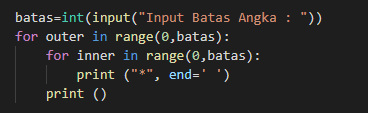 batas=int(input("Input Batas Angka : "))
for outer in range(0,batas):
    for inner in range(0,batas):
        print ("*", end=' ')
    print ()